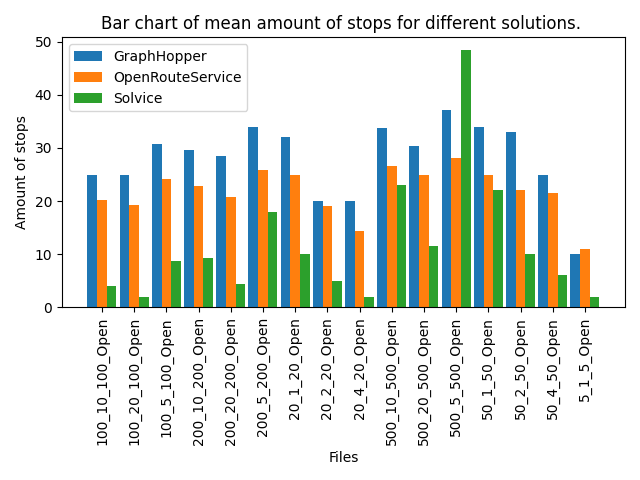 Bar chart of mean amount of stops for different solutions.
GraphHopper
OpenRouteService
Solvice
Amount of stops
50
40
30
20
10
0
100_10_100_Open
100_20_100_Open
100_5_100_Open
200_10_200_Open
200_20_200_Open
200_5_200_Open
20_1_20_Open
20_2_20_Open
20_4_20_Open
500_10_500_Open
500_20_500_Open
500_5_500_Open
50_1_50_Open
50_2_50_Open
50_4_50_Open
5_1_5_Open
Files